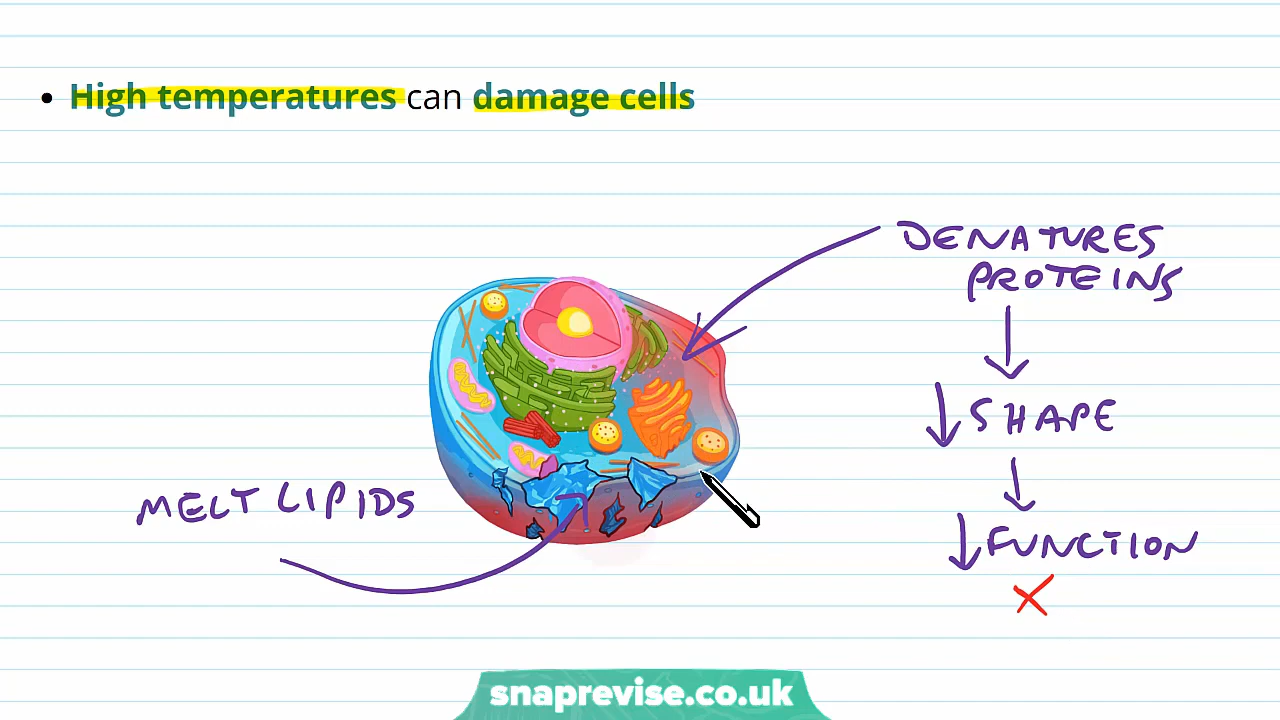 • High temperatures can damage cells
DENATURES
PROTEINS
↓
↓ SHAPE
↓
↓ FUNCTION
✗
MELT LIPIDS
snaprevise.co.uk